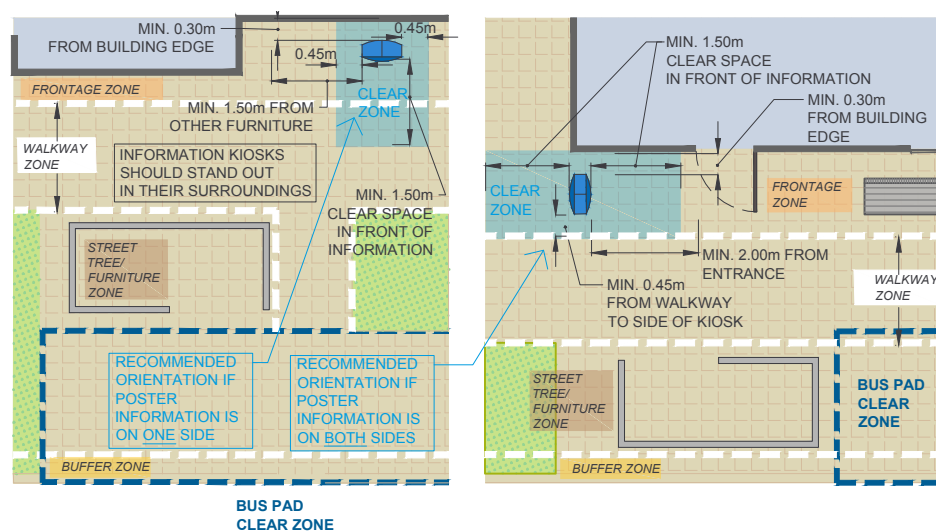 MIN. 0.30m
FROM BUILDING EDGE
0.45m
0.45m
FRONTAGE ZONE
CLEAR
ZONE
MIN. 1.50m FROM
OTHER FURNITURE
WALKWAY
ZONE
INFORMATION KIOSKS
SHOULD STAND OUT
IN THEIR SURROUNDINGS
MIN. 1.50m
CLEAR SPACE
IN FRONT OF
INFORMATION
STREET
TREE/
FURNITURE
ZONE
RECOMMENDED
ORIENTATION IF
POSTER
INFORMATION IS
ON ONE SIDE
RECOMMENDED
ORIENTATION IF
POSTER
INFORMATION IS
ON BOTH SIDES
BUFFER ZONE
BUS PAD
CLEAR ZONE
MIN. 1.50m
CLEAR SPACE
IN FRONT OF INFORMATION
MIN. 0.30m
FROM BUILDING
EDGE
CLEAR
ZONE
FRONTAGE
ZONE
MIN. 2.00m FROM
ENTRANCE
MIN. 0.45m
FROM WALKWAY
TO SIDE OF KIOSK
WALKWAY
ZONE
STREET
TREE/
FURNITURE
ZONE
BUS PAD
CLEAR
ZONE
BUFFER ZONE